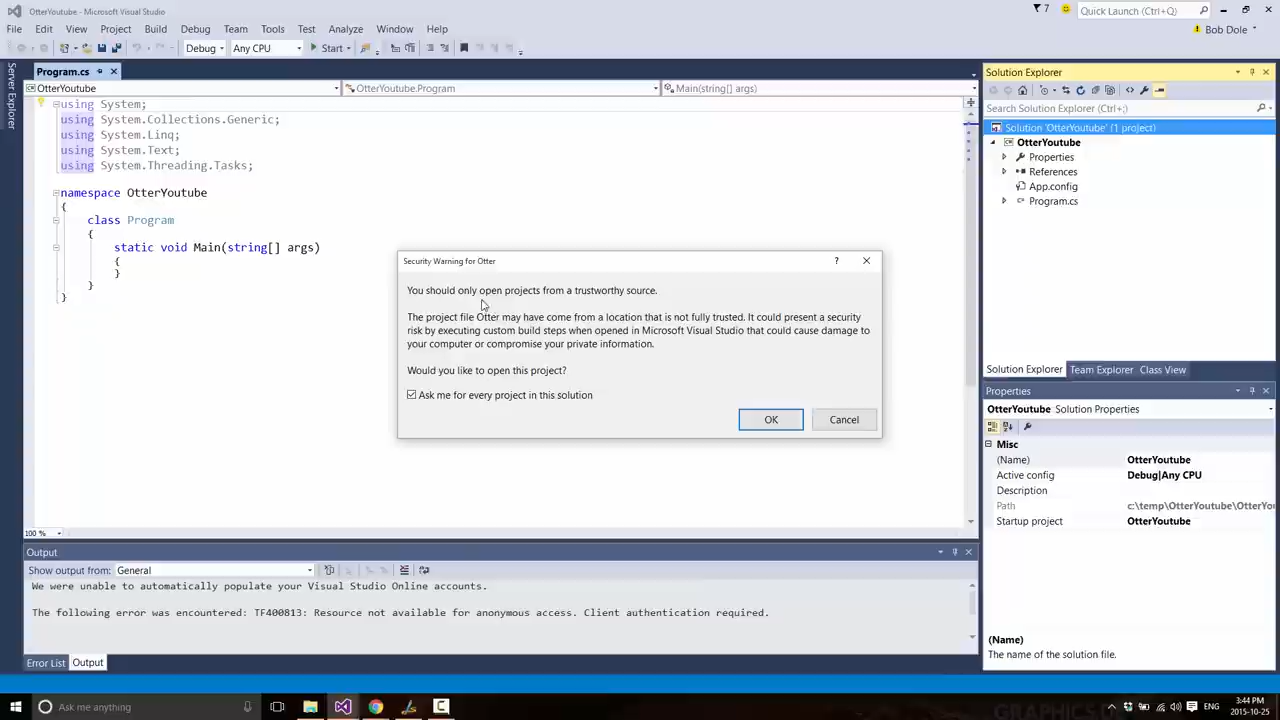 OtterYoutube - Microsoft Visual Studio
7
Quick Launch (Ctrl+Q)
File Edit View Project Build Debug Team Tools Test Analyze Window Help
Bob Dole
Debug Any CPU Start
Server Explorer
Program.cs
OtterYoutube
OtterYoutube.Program
Main(string[] args)
using System;
using System.Collections.Generic;
using System.Linq;
using System.Text;
using System.Threading.Tasks;
namespace OtterYoutube
{
class Program
{
static void Main(string[] args)
{
}
}
}
100 %
Security Warning for Otter
You should only open projects from a trustworthy source.
The project file Otter may have come from a location that is not fully trusted. It could present a security
risk by executing custom build steps when opened in Microsoft Visual Studio that could cause damage to
your computer or compromise your private information.
Would you like to open this project?
Ask me for every project in this solution
OK Cancel
Output
Show output from: General
We were unable to automatically populate your Visual Studio Online accounts.
The following error was encountered: TF400813: Resource not available for anonymous access. Client authentication required.
Error List Output
Solution Explorer
Search Solution Explorer (Ctrl+;)
Solution 'OtterYoutube' (1 project)
OtterYoutube
Properties
References
App.config
Program.cs
Solution Explorer Team Explorer Class View
Properties
OtterYoutube Solution Properties
Misc
(Name) OtterYoutube
Active config Debug|Any CPU
Description
Path c:\temp\OtterYoutube\OtterYo
Startup project OtterYoutube
(Name)
The name of the solution file.
Ask me anything
ENG
3:44 PM
2015-10-25